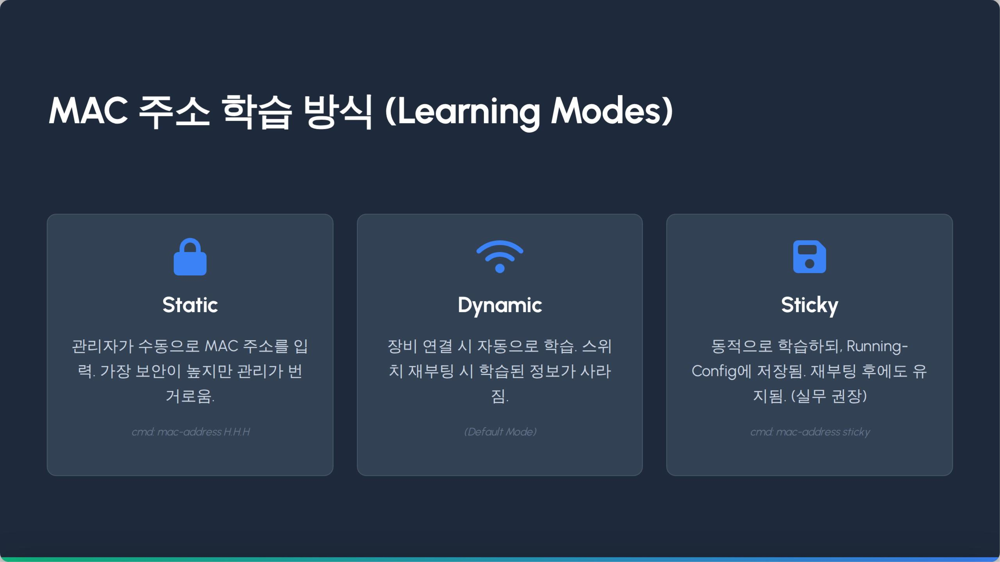 MAC 주소 학습 방식 (Learning Modes)
Static
관리자가 수동으로 MAC 주소를 입
력. 가장 보안이 높지만 관리가 번
거로움.
cmd: mac-address H.H.H
Dynamic
장비 연결 시 자동으로 학습. 스위
치 재부팅 시 학습된 정보가 사라
짐.
(Default Mode)
Sticky
동적으로 학습하되, Running-
Config에 저장됨. 재부팅 후에도 유
지됨. (실무 권장)
cmd: mac-address sticky